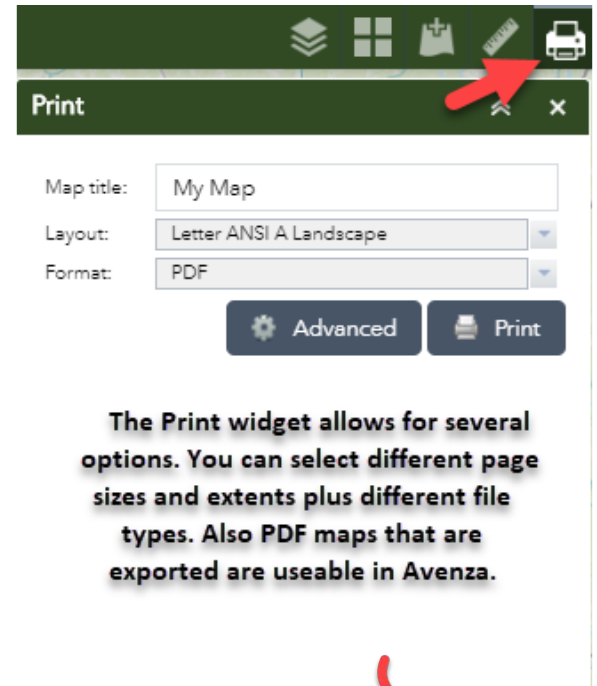 Print
Map title: My Map
Layout: Letter ANSI A Landscape
Format: PDF
Advanced Print
The Print widget allows for several
options. You can select different page
sizes and extents plus different file
types. Also PDF maps that are
exported are useable in Avenza.